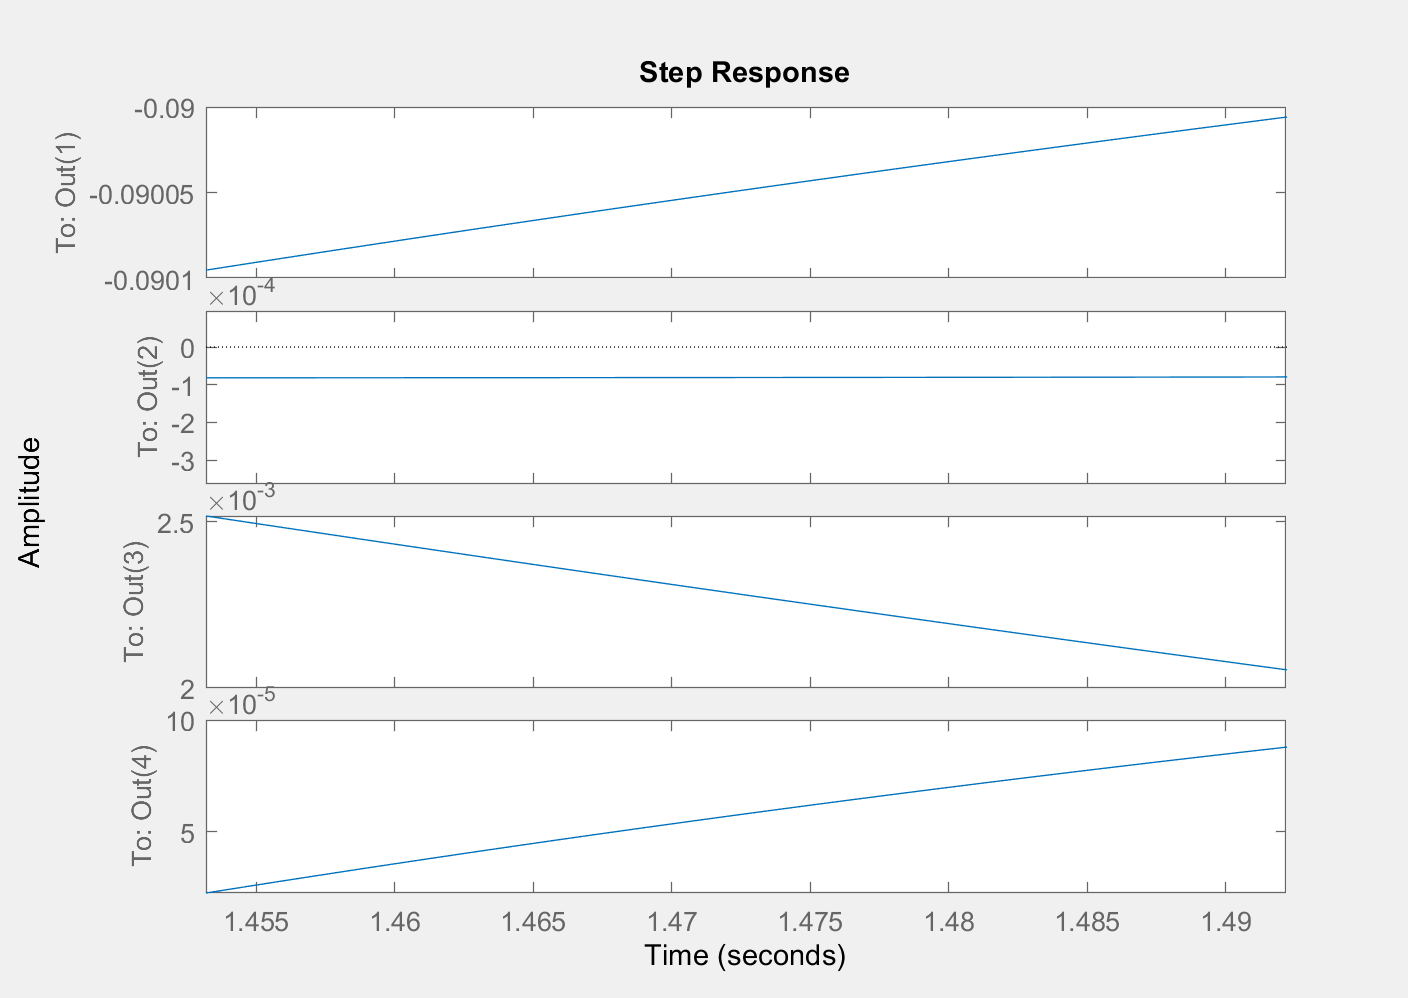 Step Response
To: Out(1)
-0.09
-0.09005
-0.0901
×10-4
To: Out(2)
0
-1
-2
-3
×10-3
To: Out(3)
2.5
2
×10-5
To: Out(4)
10
5
Amplitude
1.455 1.46 1.465 1.47 1.475 1.48 1.485 1.49
Time (seconds)